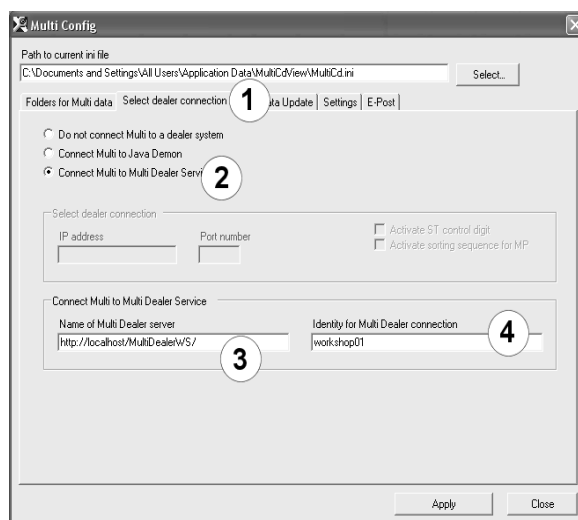 Multi Config
Path to current ini file
C:\Documents and Settings\All Users\Application Data\MultiCdView\MultiCd.ini
Select...
Folders for Multi data Select dealer connection 1 Update Settings E-Post
Do not connect Multi to a dealer system
Connect Multi to Java Demon
Connect Multi to Multi Dealer 2
Select dealer connection
IP address Port number Activate ST control digit
Activate sorting sequence for MP
Connect Multi to Multi Dealer Service
Name of Multi Dealer server Identity for Multi Dealer connection 4
http://localhost/MultiDealerWS/ workshop01
3
Apply Close